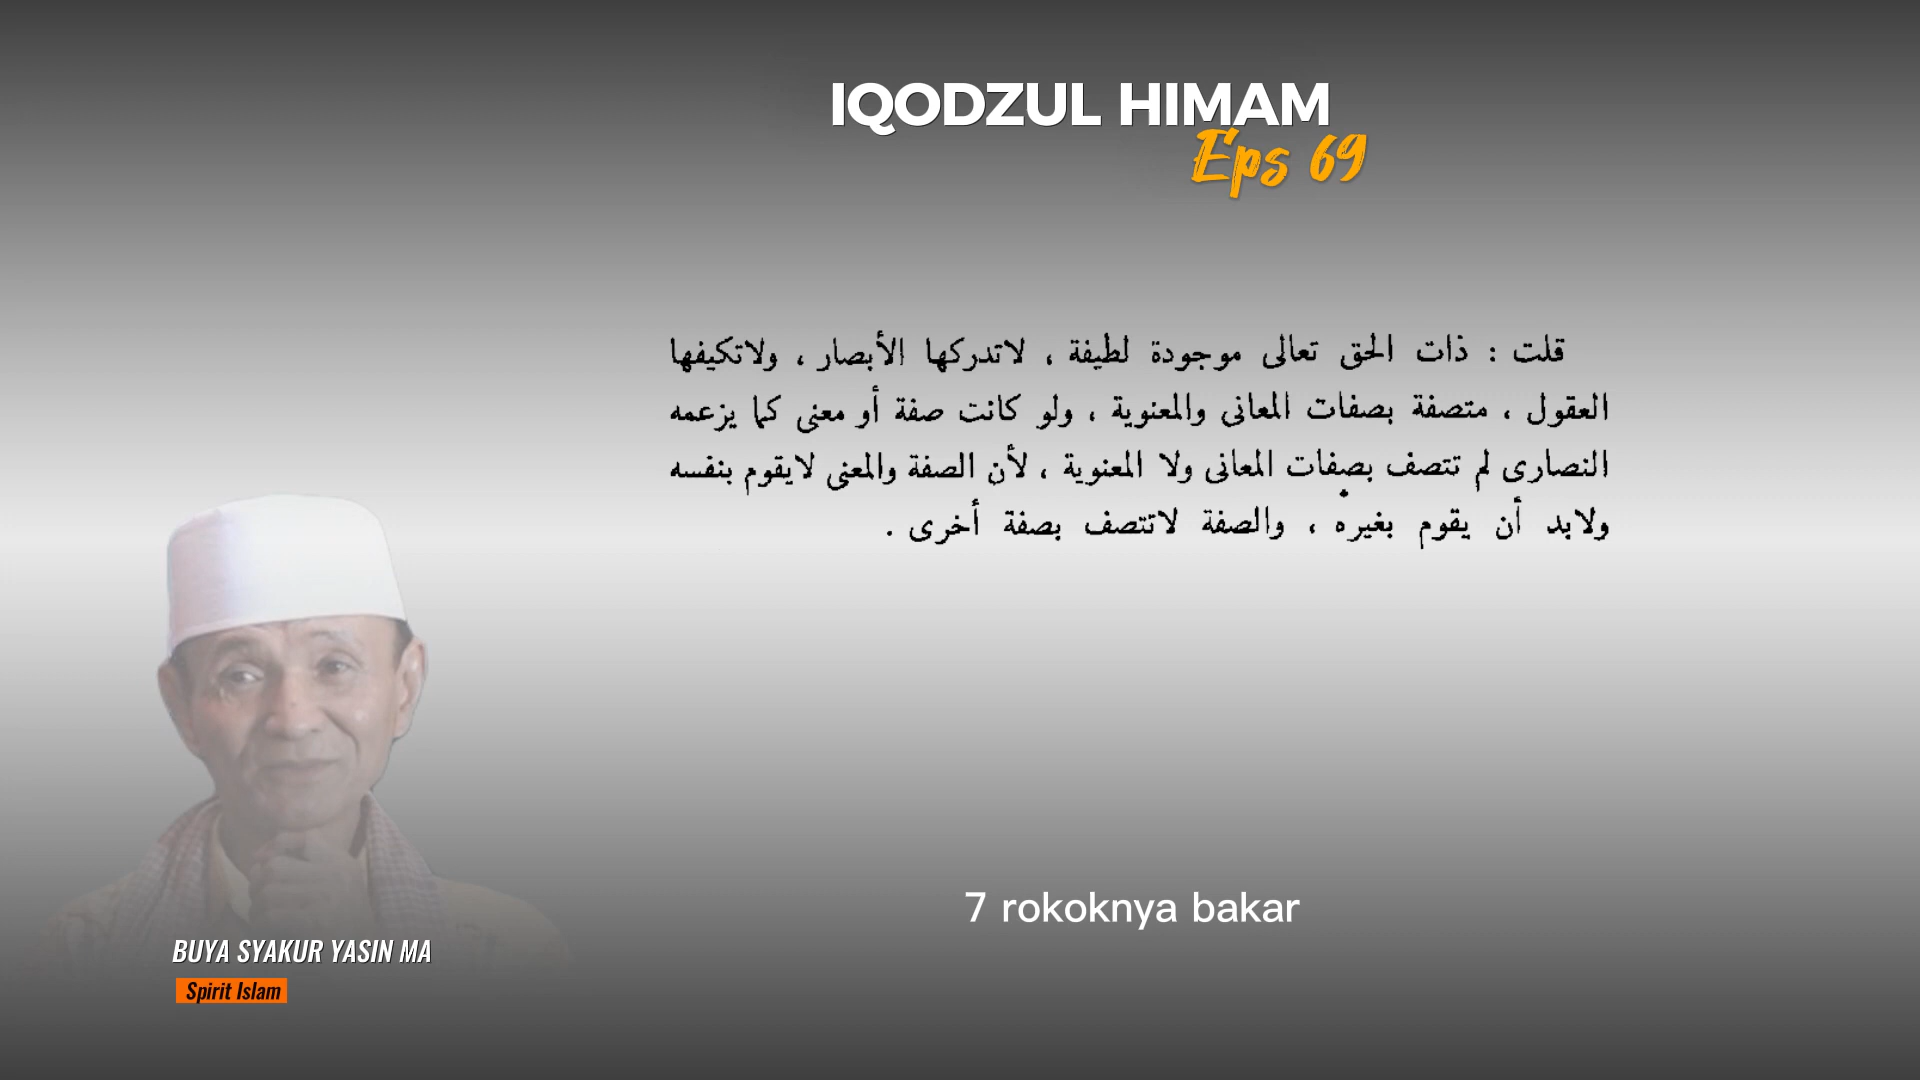 IQODZUL HIMAM
Eps 69
قلت : ذات الحق تعالى موجودة لطيفة ، لاتدركها الأبصار ، ولاتكيفها
العقول ، متصفة بصفات المعانى والمعنوية ، ولو كانت صفة أو معنى كما يزعمه
النصارى لم تتصف بصفات المعانى ولا المعنوية ، لأن الصفة والمعنى لايقوم بنفسه
ولابد أن يقوم بغيره ، والصفة لاتتصف بصفة أخرى .
7 rokoknya bakar
BUYA SYAKUR YASIN MA
Spirit Islam